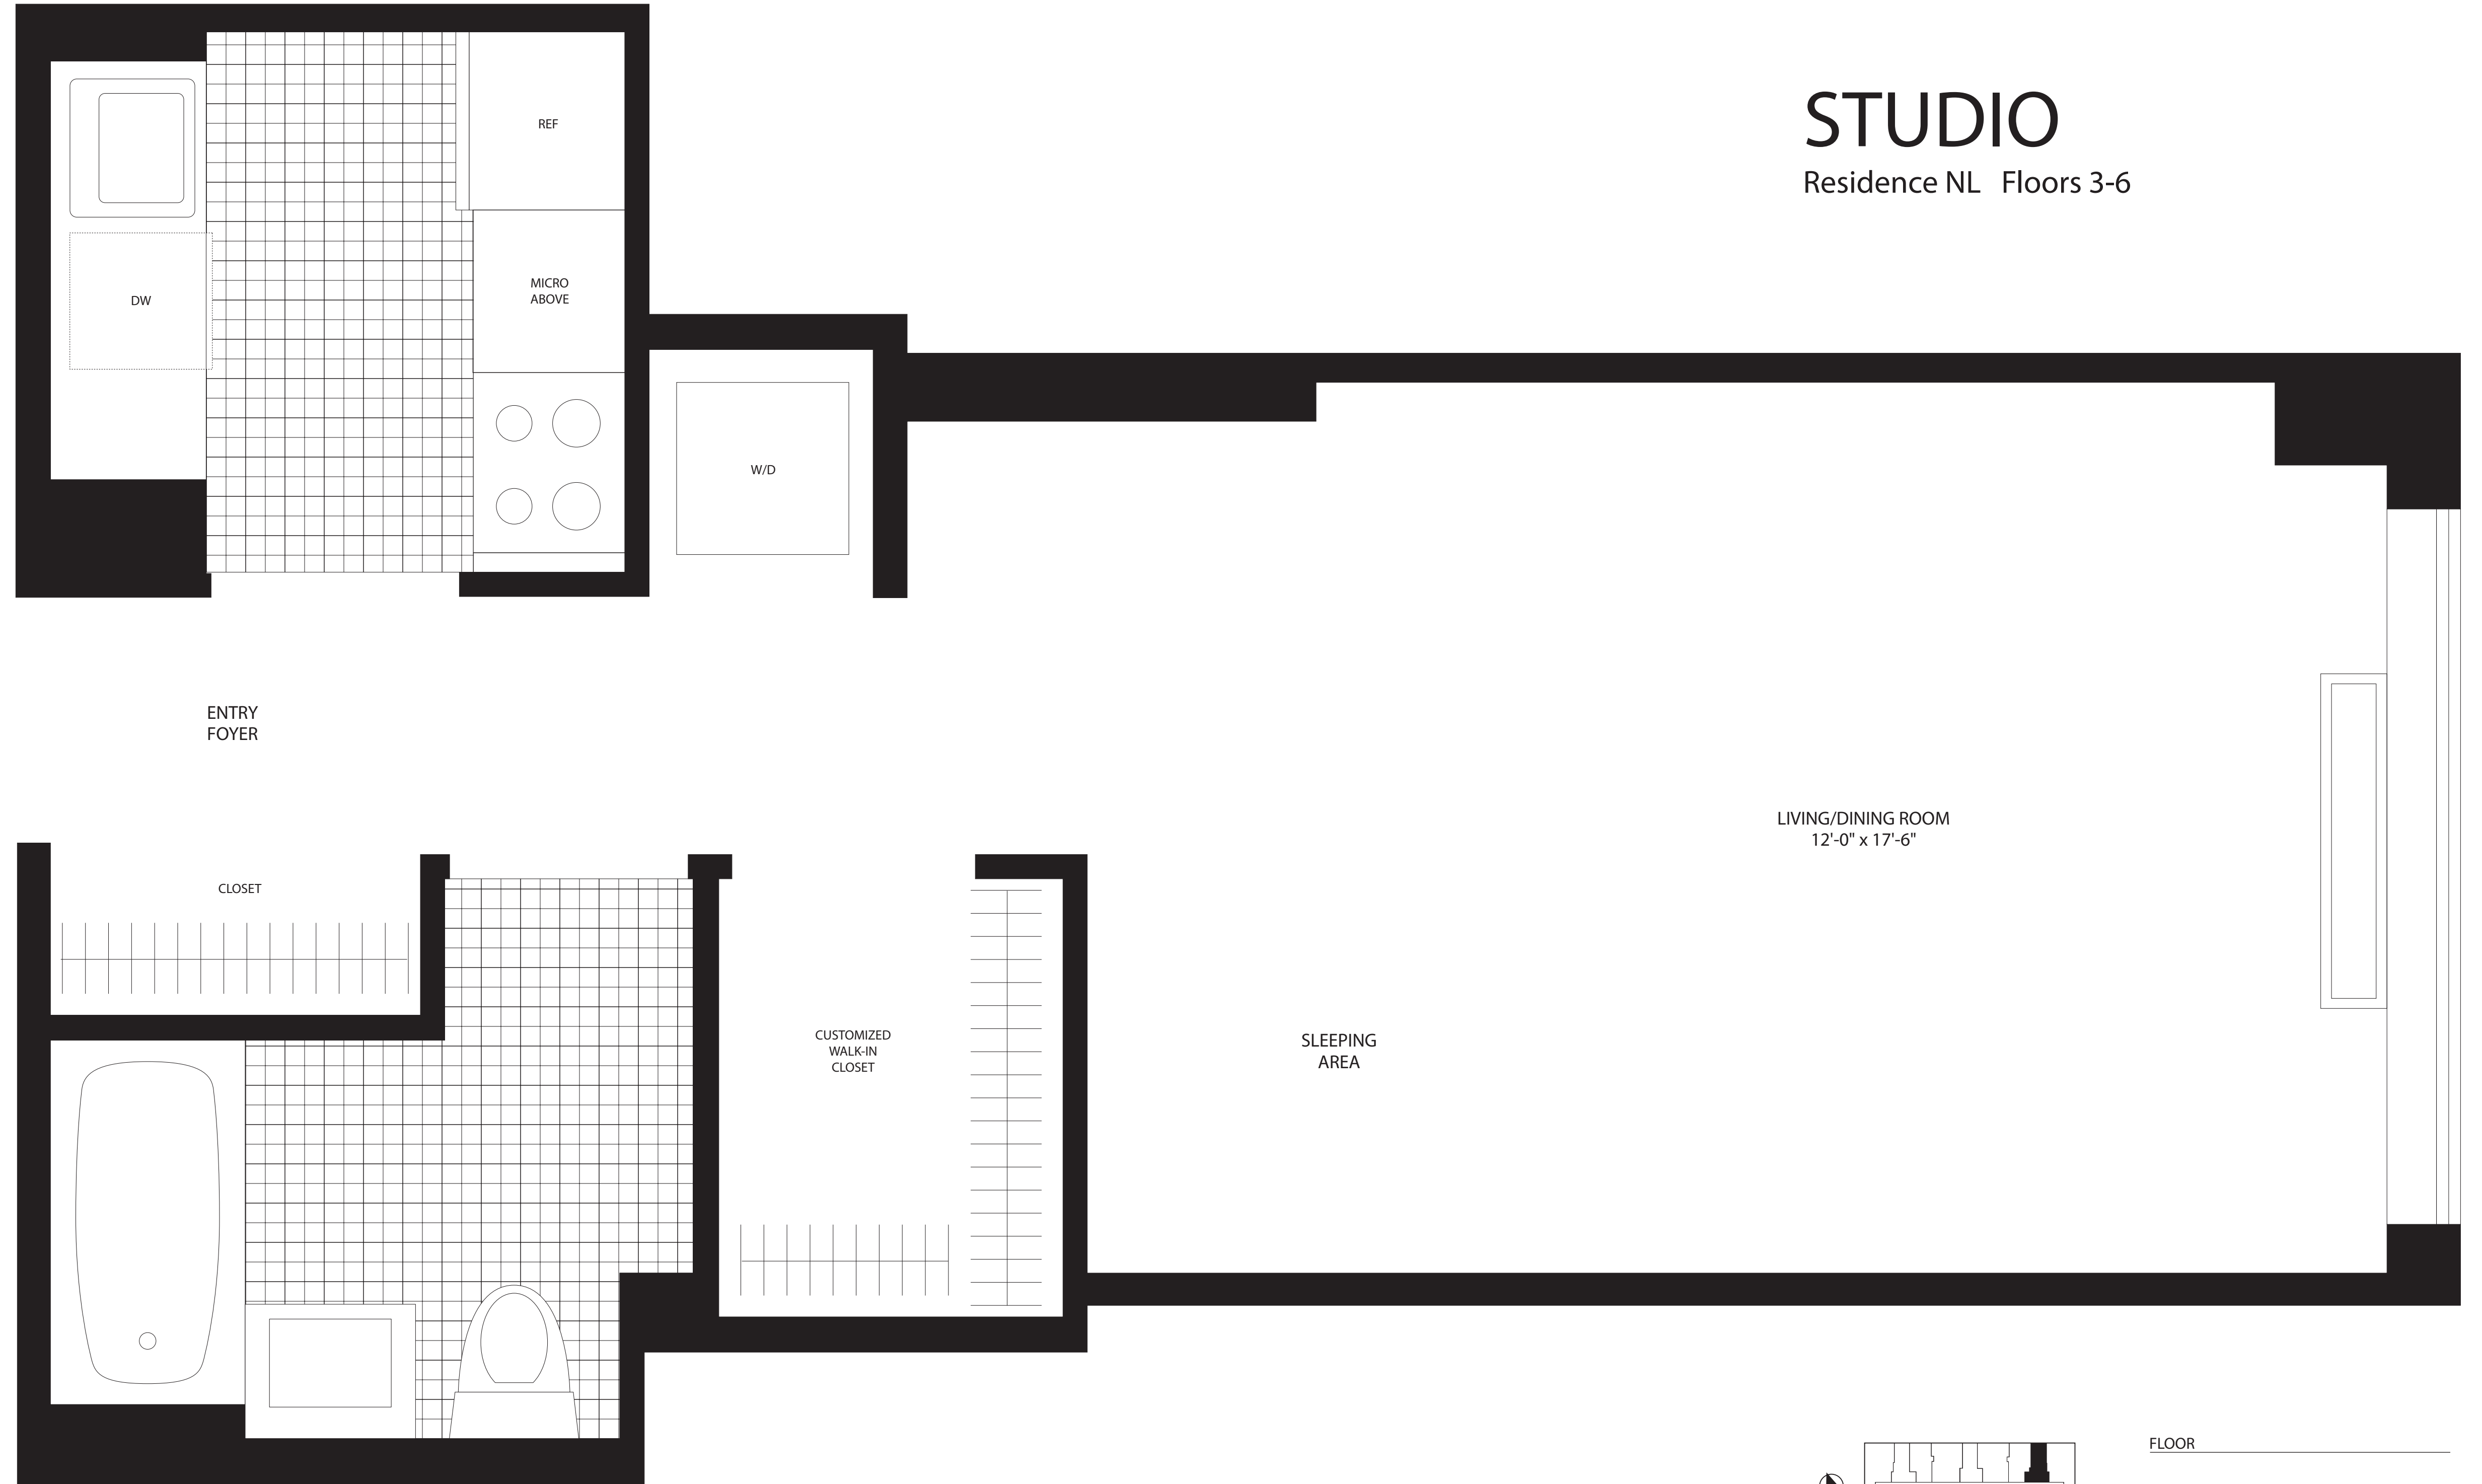 STUDIO
Residence NL   Floors 3-6
REF
MICRO
ABOVE
DW
W/D
ENTRY
FOYER
LIVING/DINING ROOM
12'-0" x 17'-6"
CLOSET
CUSTOMIZED
WALK-IN
CLOSET
SLEEPING
AREA
FLOOR